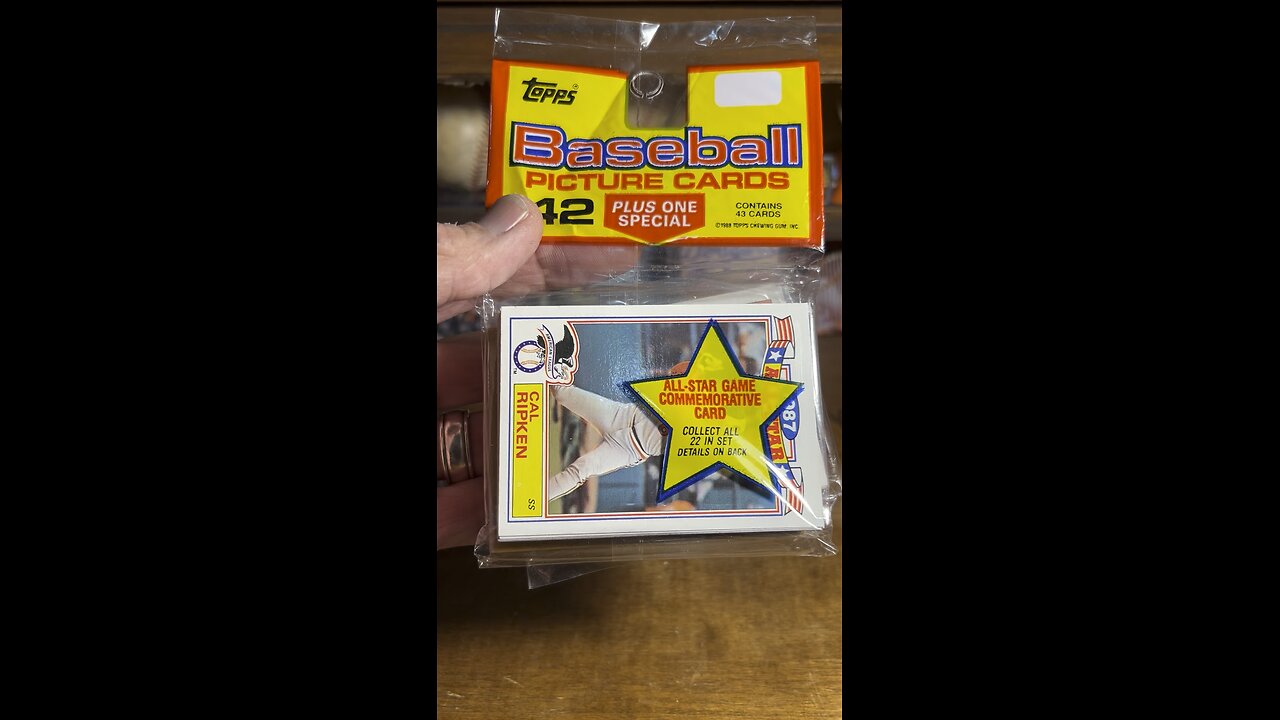 Topps®
Baseball
PICTURE CARDS
42
PLUS ONE
SPECIAL
CONTAINS
43 CARDS
©1988 TOPPS CHEWING GUM, INC.
ALL-STAR GAME
COMMEMORATIVE
CARD
COLLECT ALL
22 IN SET
DETAILS ON BACK
CAL
RIPKEN
SS